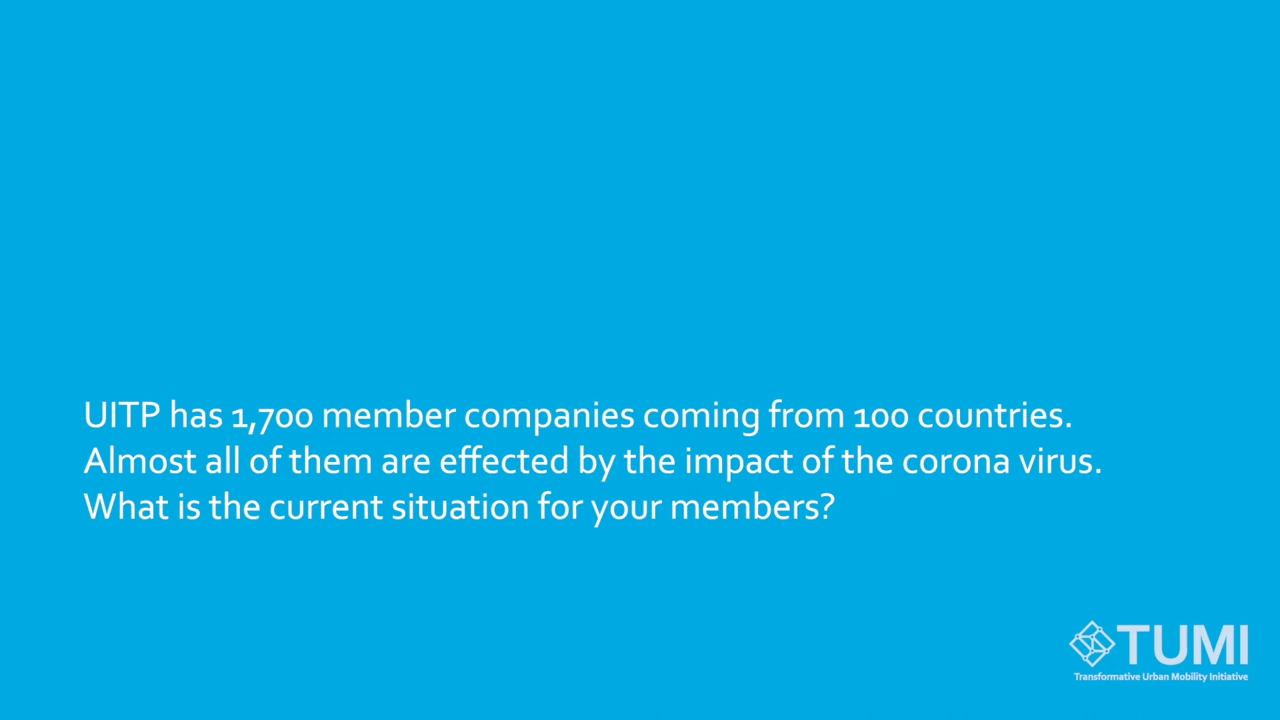 UITP has 1,700 member companies coming from 100 countries.
Almost all of them are effected by the impact of the corona virus.
What is the current situation for your members?
TUMI
Transformative Urban Mobility Initiative